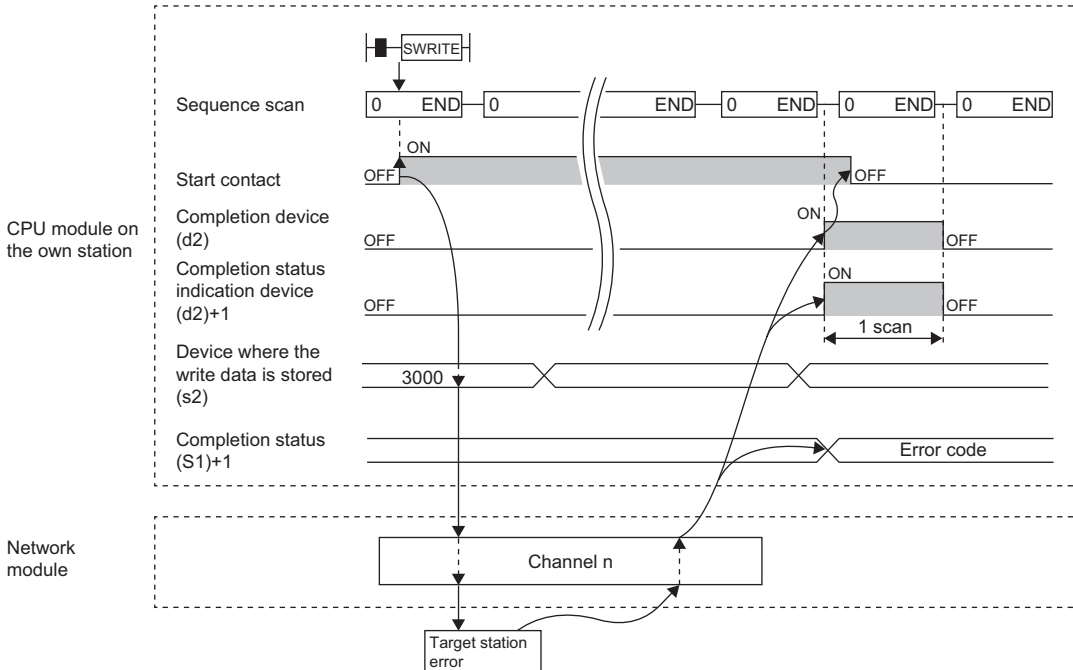 SWRITE
Sequence scan
0 END 0 END 0 END 0 END 0 END
ON
Start contact
OFF
OFF
CPU module on
the own station
Completion device
(d2)
ON
OFF
OFF
Completion status
indication device
(d2)+1
ON
OFF
OFF
1 scan
Device where the
write data is stored
(s2)
3000
Completion status
(S1)+1
Error code
Network
module
Channel n
Target station
error